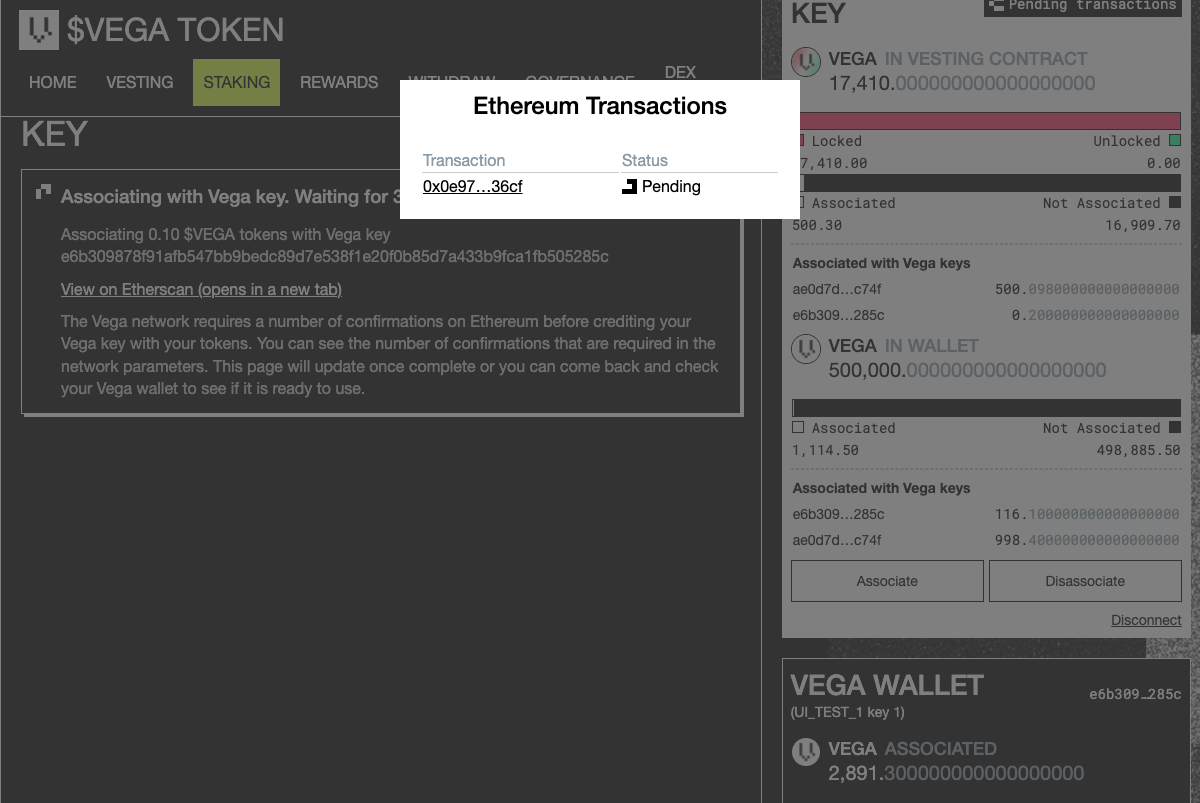 $VEGA TOKEN
HOME
VESTING
STAKING
REWARDS
WITHDRAW
GOVERNANCE
DEX
KEY
Associating with Vega key. Waiting for 3
Associating 0.10 $VEGA tokens with Vega key
e6b309878f91afb547bb9bedc89d7e538f1e20f0b85d7a433b9fca1fb505285c
View on Etherscan (opens in a new tab)
The Vega network requires a number of confirmations on Ethereum before crediting your
Vega key with your tokens. You can see the number of confirmations that are required in the
network parameters. This page will update once complete or you can come back and check
your Vega wallet to see if it is ready to use.
Ethereum Transactions
Transaction Status
0x0e97…36cf Pending
KEY
Pending transactions
VEGA IN VESTING CONTRACT
17,410.000000000000000000
Locked Unlocked
7,410.00 0.00
Associated Not Associated
500.30 16,909.70
Associated with Vega keys
ae0d7d…c74f 500.098000000000000000
e6b309…285c 0.200000000000000000
VEGA IN WALLET
500,000.000000000000000000
Associated Not Associated
1,114.50 498,885.50
Associated with Vega keys
e6b309…285c 116.100000000000000000
ae0d7d…c74f 998.400000000000000000
Associate Disassociate
Disconnect
VEGA WALLET e6b309…285c
(UI_TEST_1 key 1)
VEGA ASSOCIATED
2,891.300000000000000000